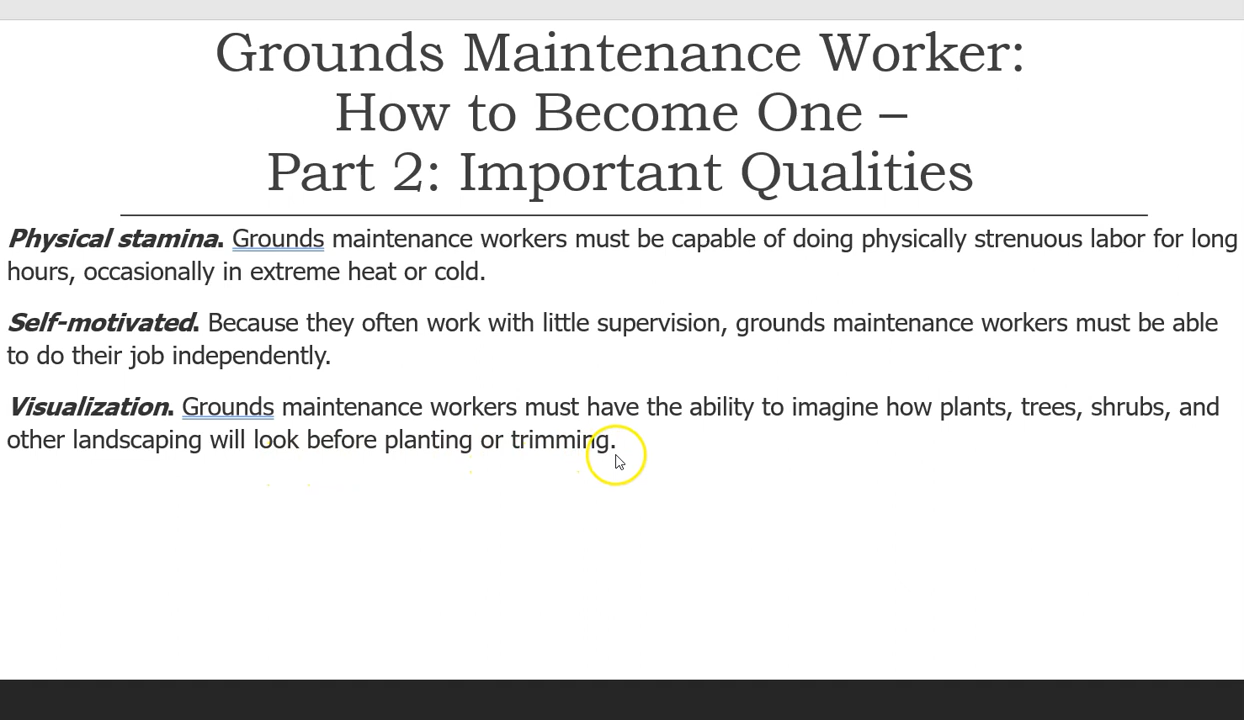 Grounds Maintenance Worker:
How to Become One –
Part 2: Important Qualities
Physical stamina. Grounds maintenance workers must be capable of doing physically strenuous labor for long
hours, occasionally in extreme heat or cold.
Self-motivated. Because they often work with little supervision, grounds maintenance workers must be able
to do their job independently.
Visualization. Grounds maintenance workers must have the ability to imagine how plants, trees, shrubs, and
other landscaping will look before planting or trimming.